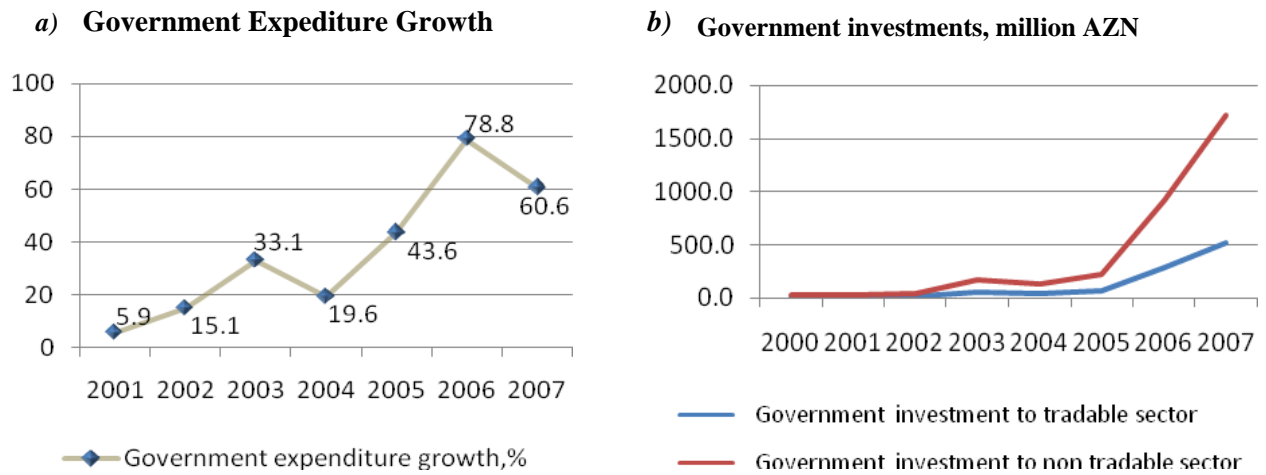 a) Government Expediture Growth
100
80
60
40
20
0
78.8
60.6
43.6
33.1
19.6
15.1
5.9
2001 2002 2003 2004 2005 2006 2007
Government expenditure growth,%
b) Government investments, million AZN
2000.0
1500.0
1000.0
500.0
0.0
2000 2001 2002 2003 2004 2005 2006 2007
Government investment to tradable sector
Government investment to non tradable sector